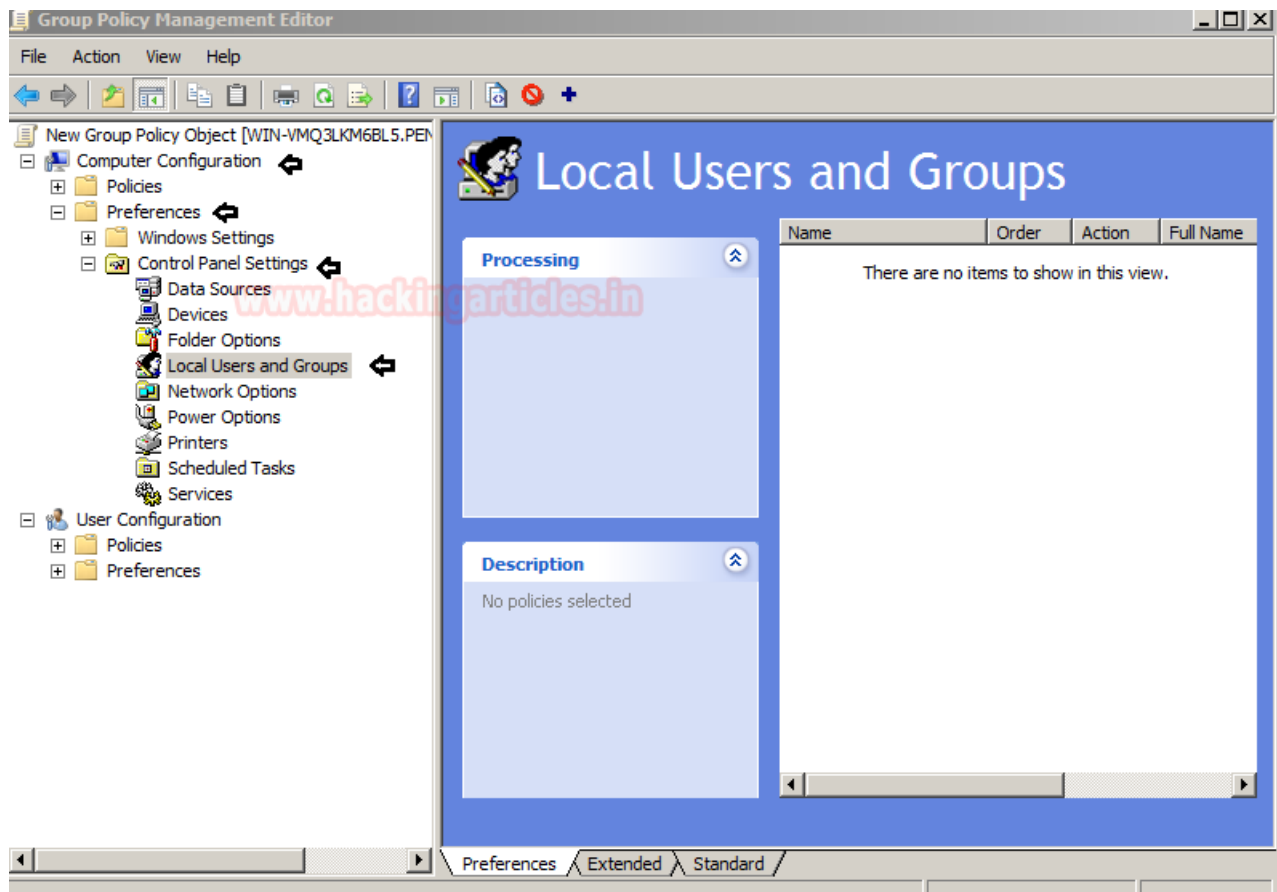 Group Policy Management Editor
File Action View Help
New Group Policy Object [WIN-VMQ3LKM6BL5.PEN
Computer Configuration
Policies
Preferences
Windows Settings
Control Panel Settings
Data Sources
Devices
Folder Options
Local Users and Groups
Network Options
Power Options
Printers
Scheduled Tasks
Services
User Configuration
Policies
Preferences
www.hackingarticles.in
Local Users and Groups
Processing
Description
No policies selected
Name Order Action Full Name
There are no items to show in this view.
Preferences Extended Standard